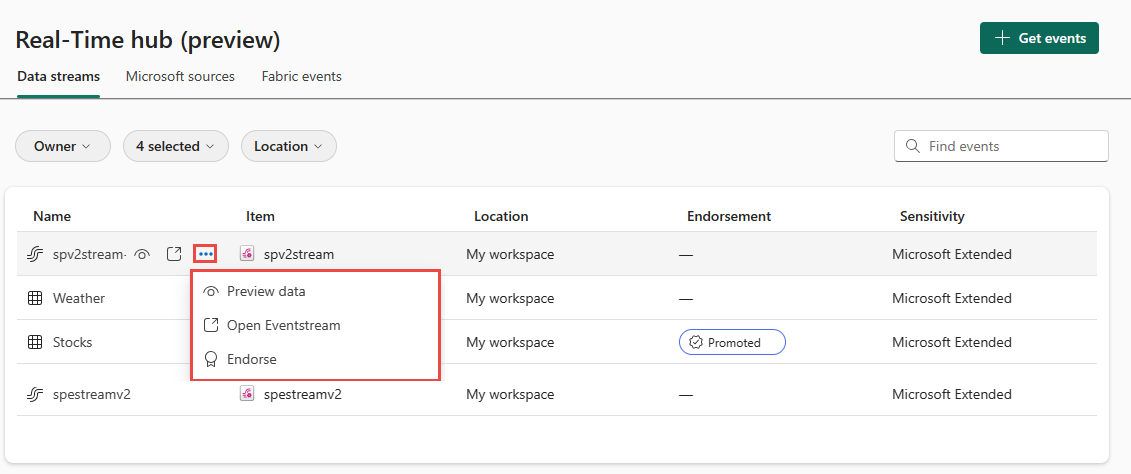 Real-Time hub (preview)
Get events
Data streams Microsoft sources Fabric events
Owner 4 selected Location Find events
Name Item Location Endorsement Sensitivity
spv2stream- spv2stream My workspace — Microsoft Extended
Preview data
Weather My workspace — Microsoft Extended
Open Eventstream
Stocks My workspace Promoted Microsoft Extended
Endorse
spestreamv2 spestreamv2 My workspace — Microsoft Extended